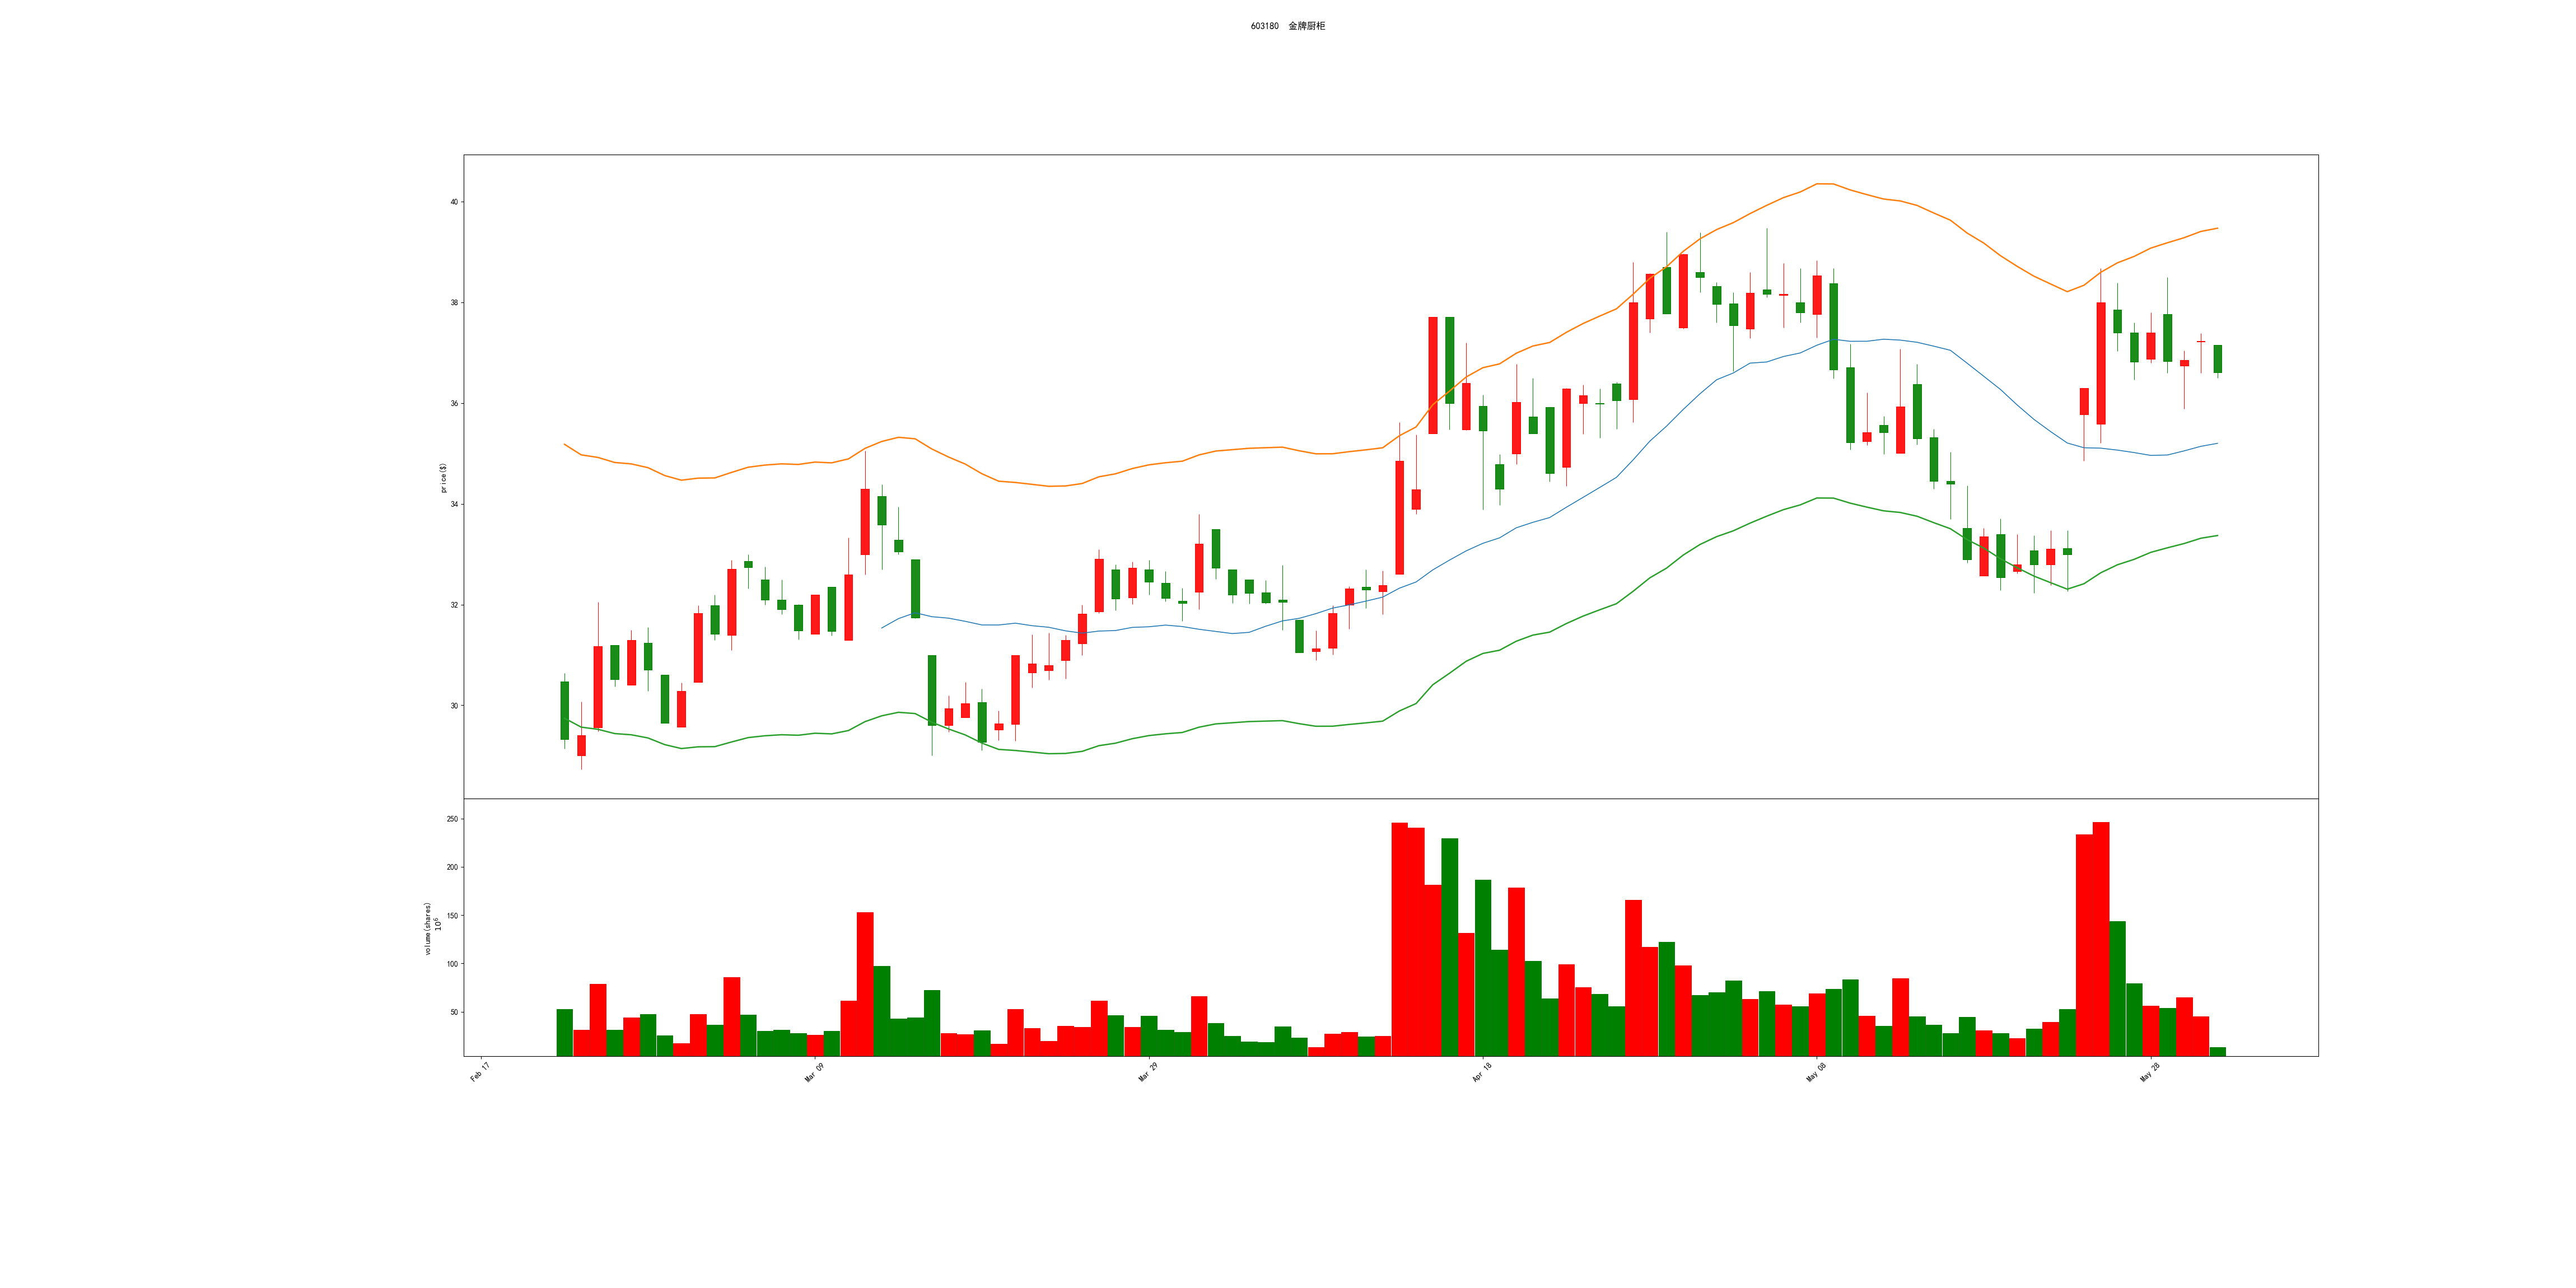 603180 金牌厨柜
price($)
40
38
36
34
32
30
volume(shares)
10⁶
250
200
150
100
50
Feb 17
Mar 09
Mar 29
Apr 18
May 08
May 28